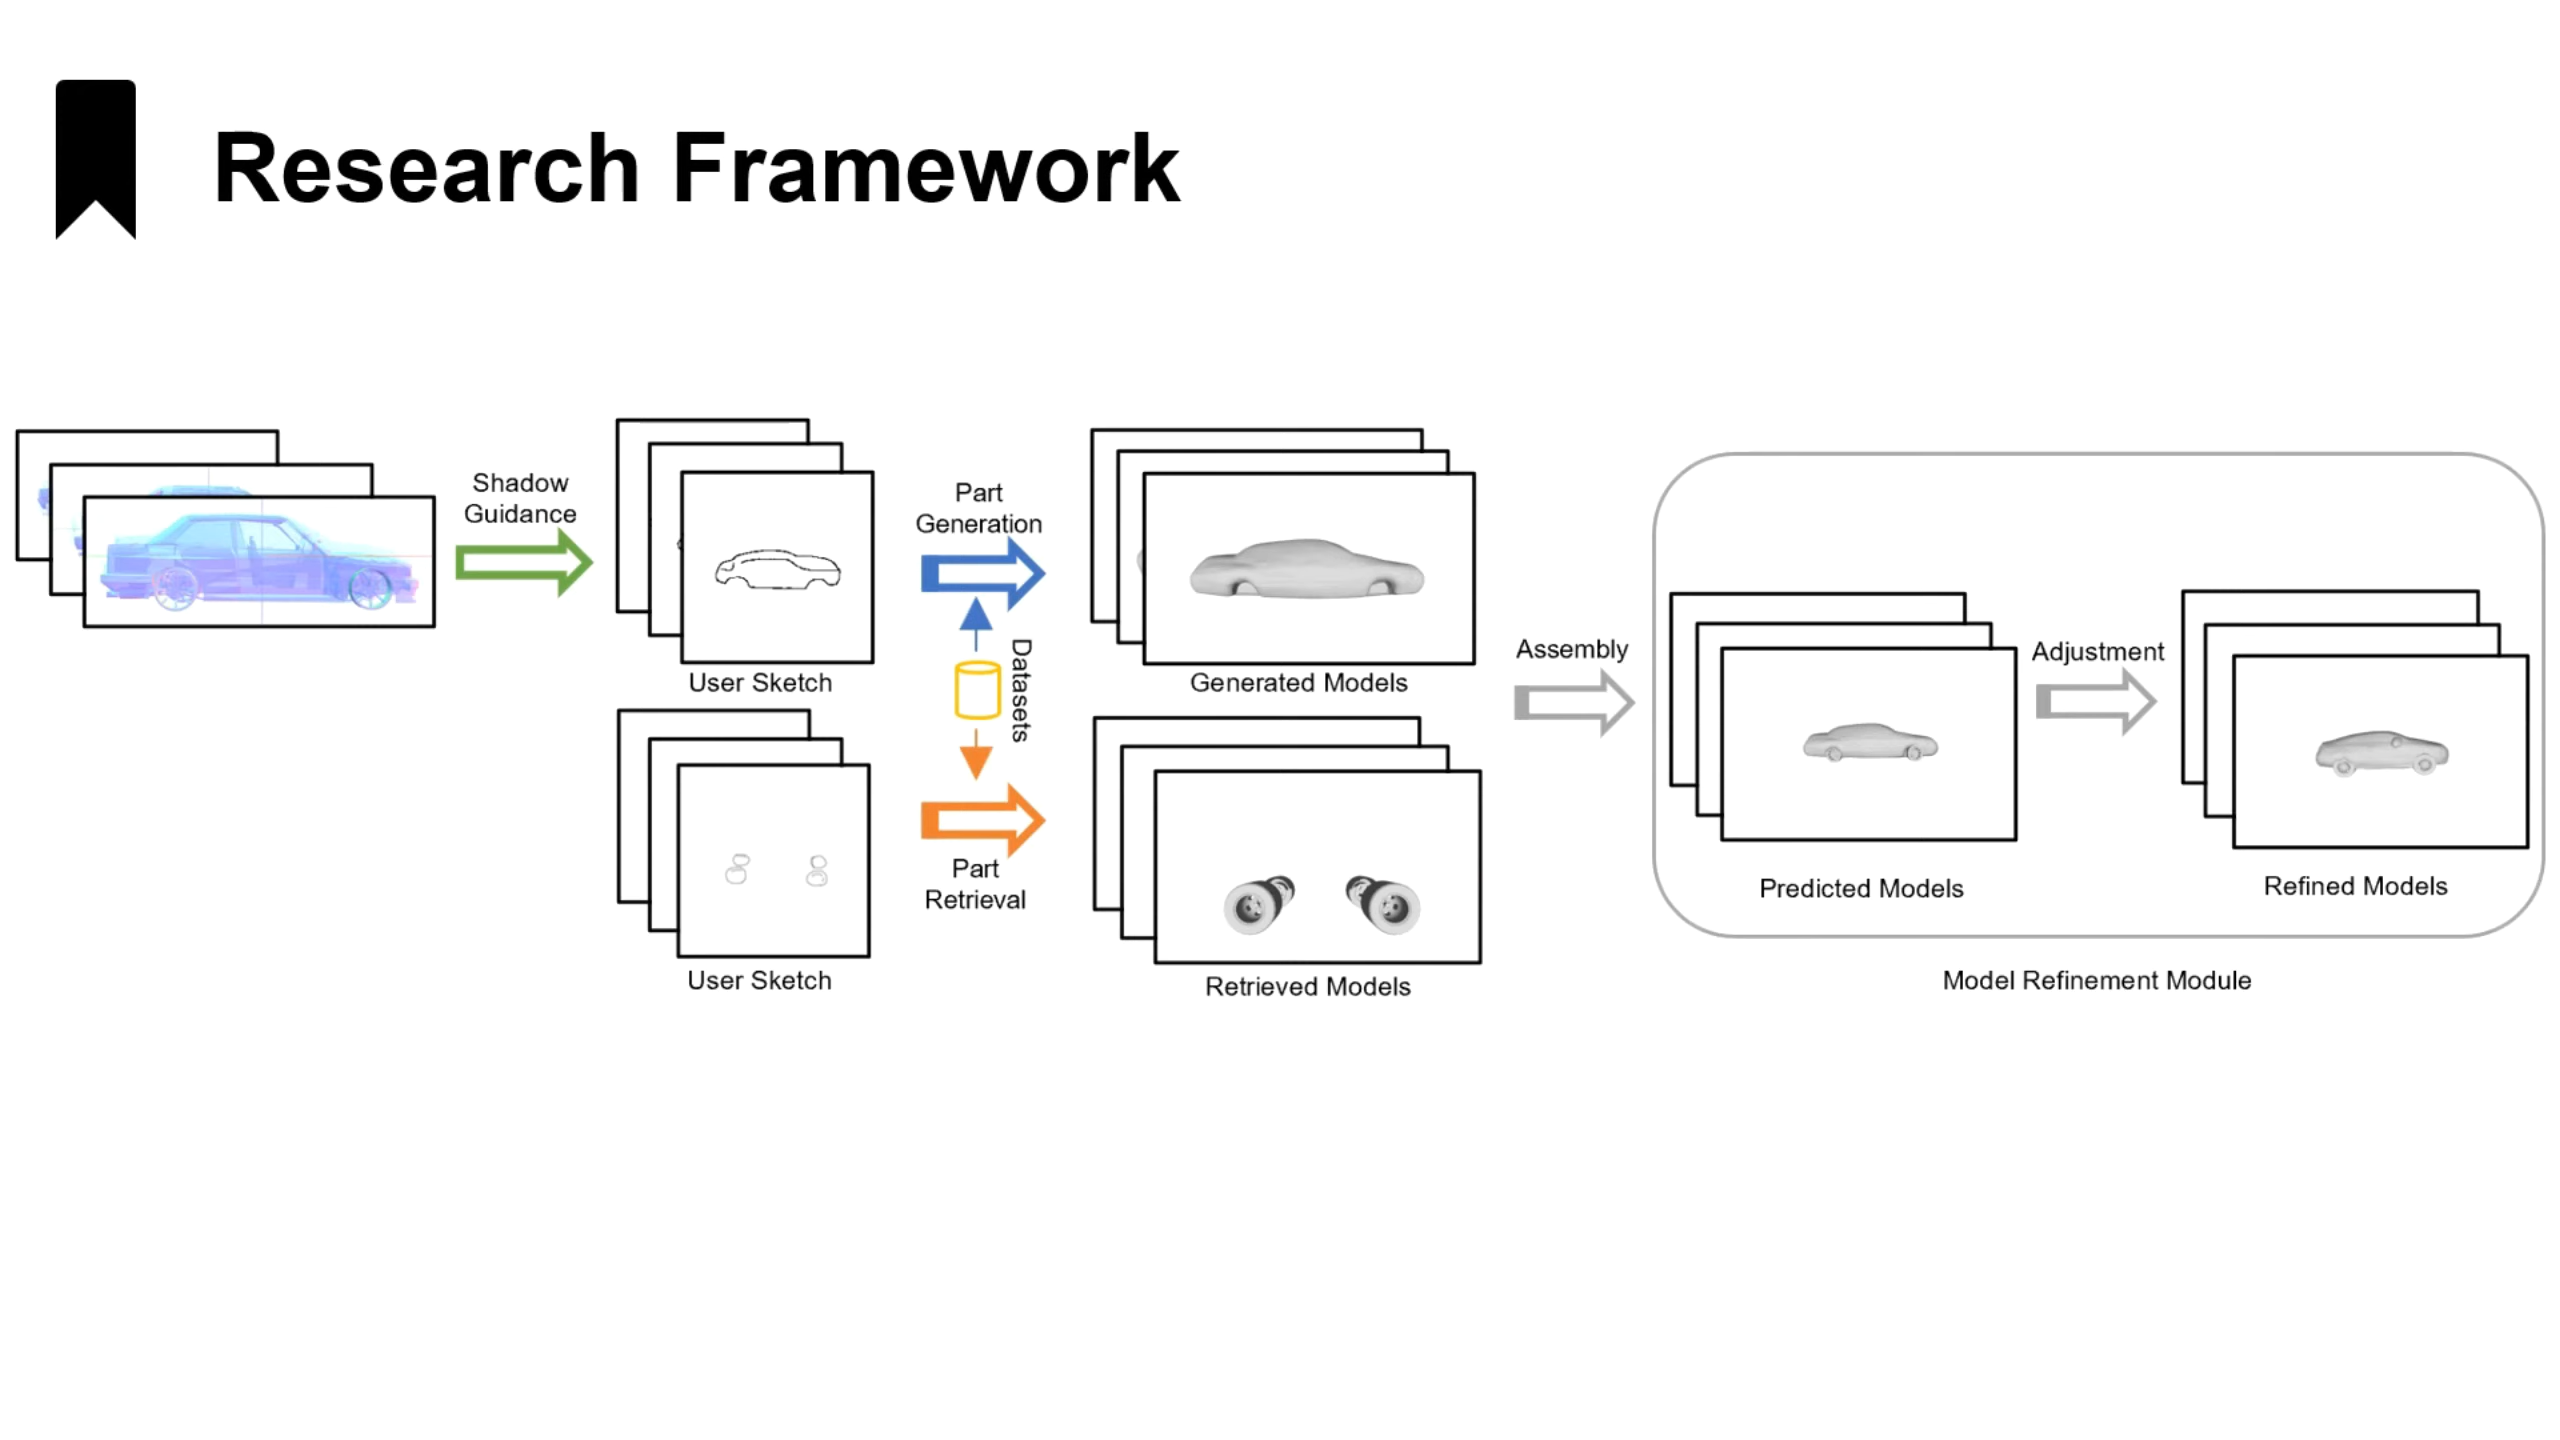 Research Framework
Shadow
Guidance
User Sketch
User Sketch
Part
Generation
Datasets
Part
Retrieval
Generated Models
Retrieved Models
Assembly
Predicted Models
Adjustment
Refined Models
Model Refinement Module